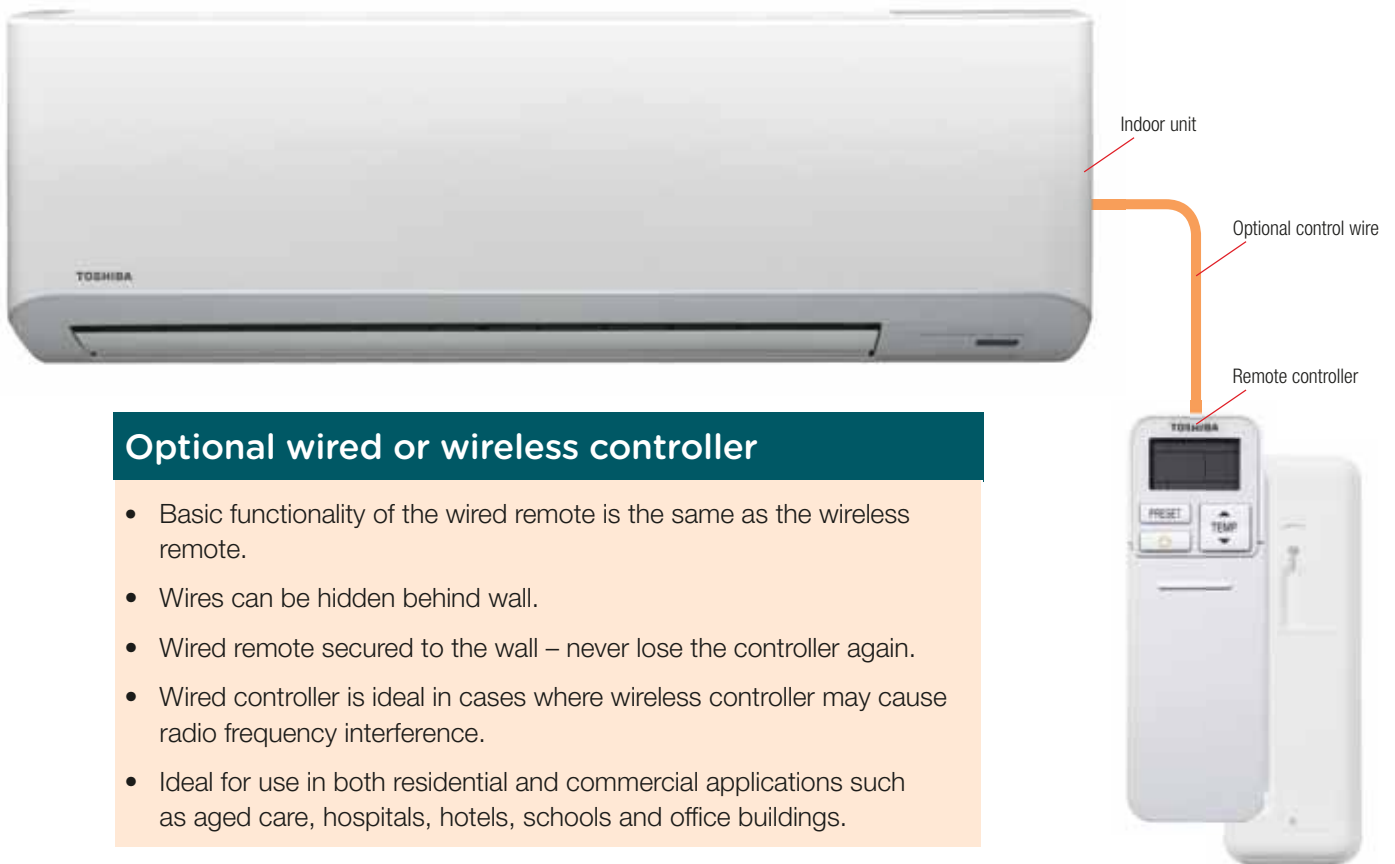 Indoor unit
Optional control wire
TOSHIBA
Remote controller
TOSHIBA
PRESET
TEMP
Optional wired or wireless controller
• Basic functionality of the wired remote is the same as the wireless
remote.
• Wires can be hidden behind wall.
• Wired remote secured to the wall – never lose the controller again.
• Wired controller is ideal in cases where wireless controller may cause
radio frequency interference.
• Ideal for use in both residential and commercial applications such
as aged care, hospitals, hotels, schools and office buildings.